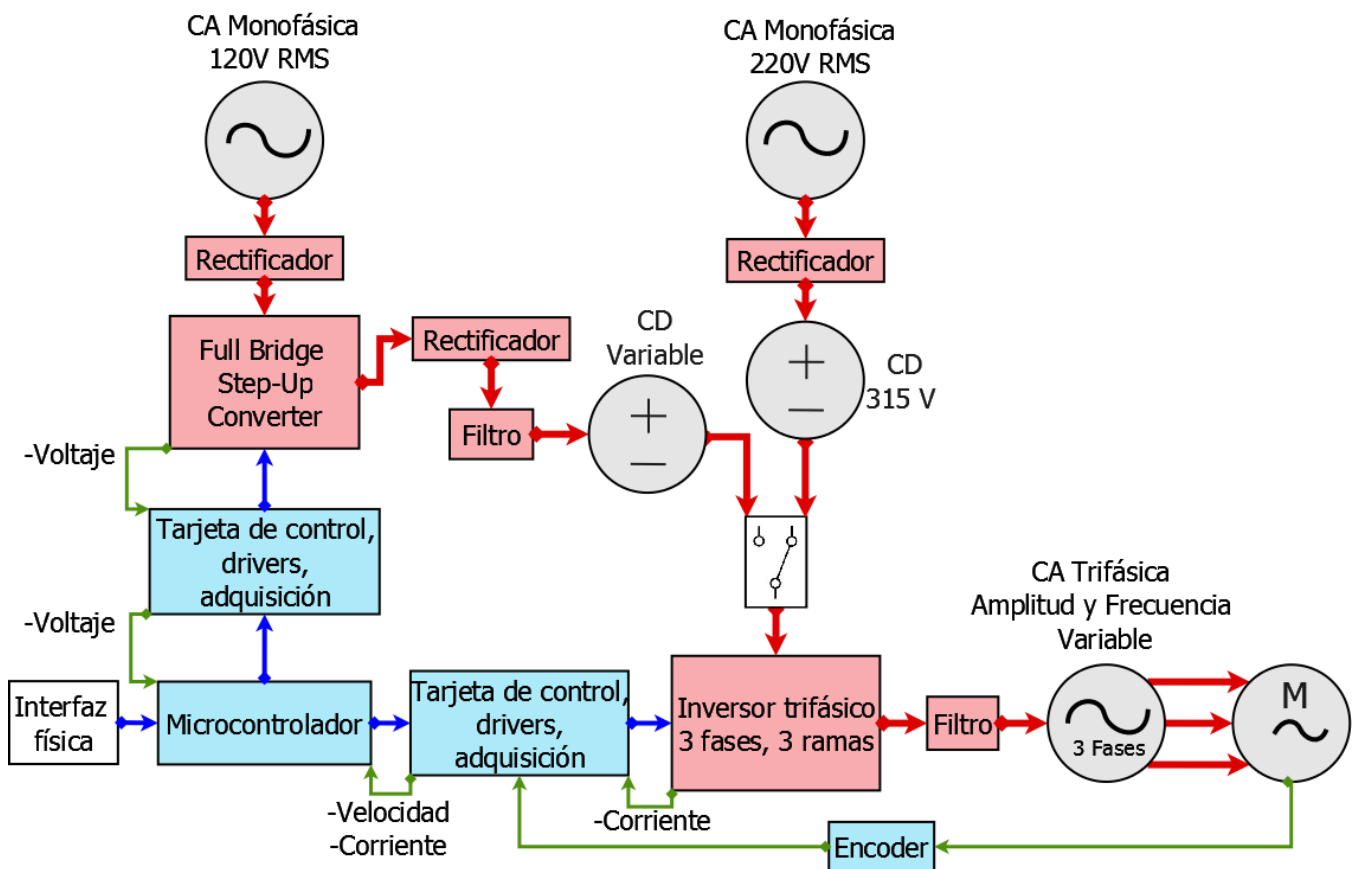 CA Monofásica
120V RMS
CA Monofásica
220V RMS
Rectificador
Rectificador
Full Bridge
Step-Up
Converter
Rectificador
CD
Variable
CD
315 V
Filtro
-Voltaje
Tarjeta de control,
drivers,
adquisición
-Voltaje
CA Trifásica
Amplitud y Frecuencia
Variable
Interfaz
física
Microcontrolador
Tarjeta de control,
drivers,
adquisición
Inversor trifásico
3 fases, 3 ramas
Filtro
3 Fases
M
-Velocidad
-Corriente
-Corriente
Encoder